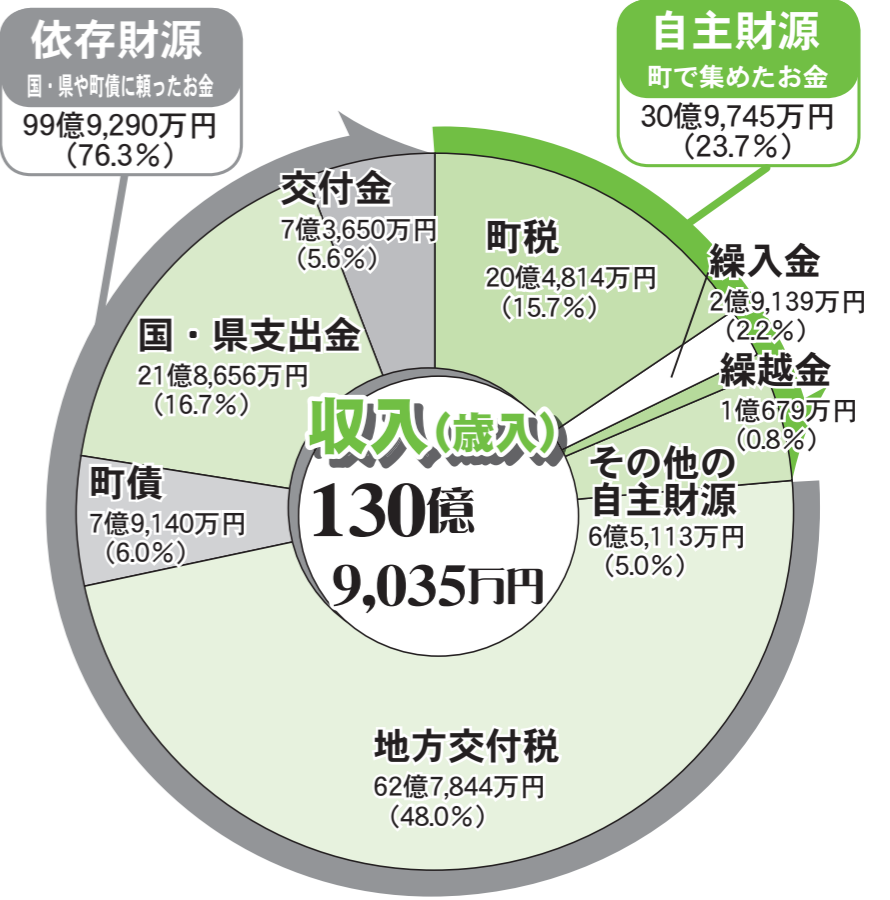 依存財源
国・県や町債に頼ったお金
99億9,290万円
(76.3%)
自主財源
町で集めたお金
30億9,745万円
(23.7%)
交付金
7億3,650万円
(5.6%)
町税
20億4,814万円
(15.7%)
繰入金
2億9,139万円
(2.2%)
国・県支出金
21億8,656万円
(16.7%)
繰越金
1億679万円
(0.8%)
収入(歳入)
130億
9,035万円
その他の
自主財源
6億5,113万円
(5.0%)
町債
7億9,140万円
(6.0%)
地方交付税
62億7,844万円
(48.0%)